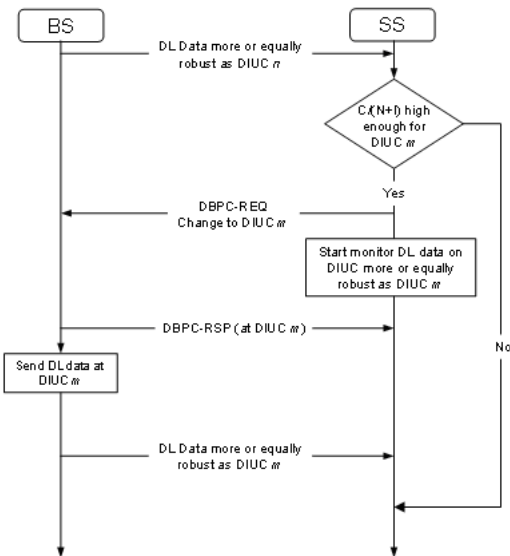 BS
SS
DL Data more or equally
robust as DIUC n
C/(N+I) high
enough for
DIUC m
Yes
DBPC-REQ
Change to DIUC m
Start monitor DL data on
DIUC more or equally
robust as DIUC m
DBPC-RSP (at DIUC m)
No
Send DL data at
DIUC m
DL Data more or equally
robust as DIUC m